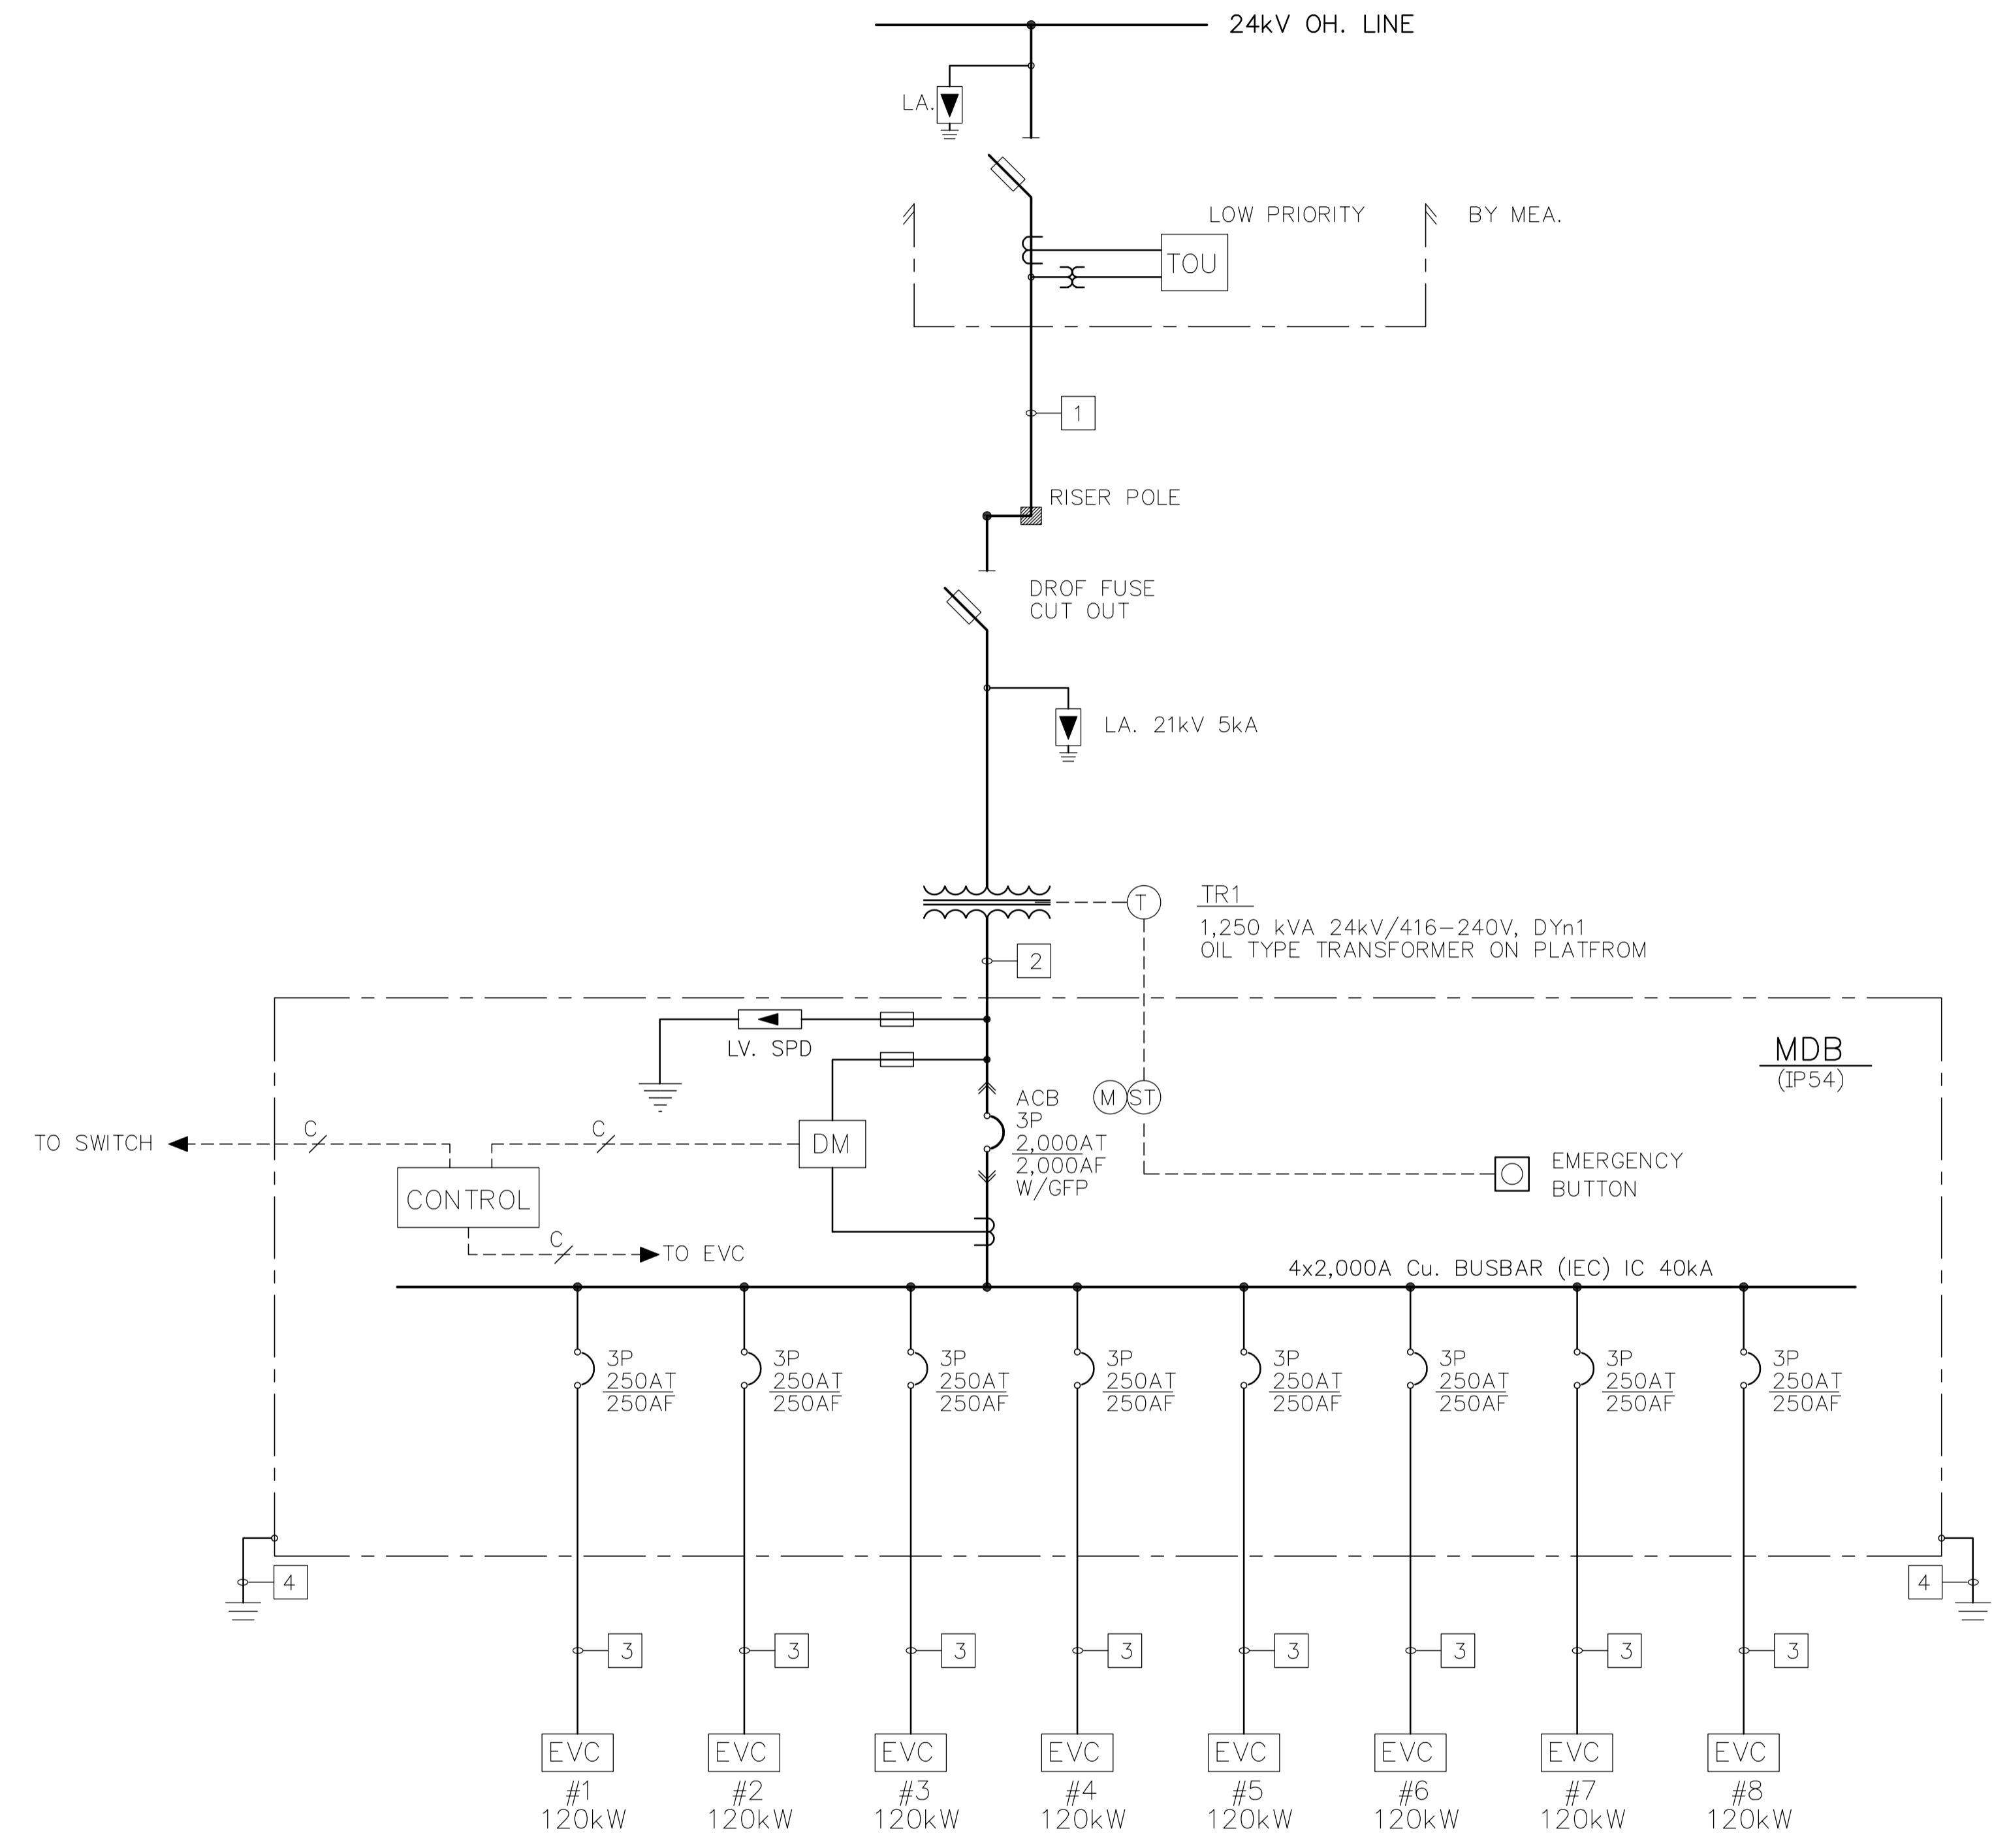 24kV OH. LINE
LA.
LOW PRIORITY
BY MEA.
TOU
1
RISER POLE
DROF FUSE
CUT OUT
LA. 21kV 5kA
T
TR1
1,250 kVA 24kV/416-240V, DYn1
OIL TYPE TRANSFORMER ON PLATFROM
2
LV. SPD
MDB
(IP54)
ACB
3P
2,000AT
2,000AF
W/GFP
M
ST
TO SWITCH
C
C
DM
CONTROL
EMERGENCY
BUTTON
C
TO EVC
4x2,000A Cu. BUSBAR (IEC) IC 40kA
3P
250AT
250AF
3P
250AT
250AF
3P
250AT
250AF
3P
250AT
250AF
3P
250AT
250AF
3P
250AT
250AF
3P
250AT
250AF
3P
250AT
250AF
4
4
3
3
3
3
3
3
3
3
EVC
#1
120kW
EVC
#2
120kW
EVC
#3
120kW
EVC
#4
120kW
EVC
#5
120kW
EVC
#6
120kW
EVC
#7
120kW
EVC
#8
120kW